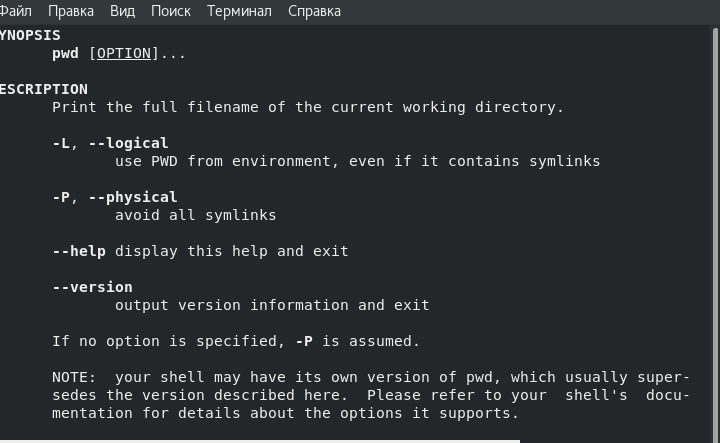 Файл Правка Вид Поиск Терминал Справка
YNOPSIS
pwd [OPTION]...
ESCRIPTION
Print the full filename of the current working directory.
-L, --logical
use PWD from environment, even if it contains symlinks
-P, --physical
avoid all symlinks
--help display this help and exit
--version
output version information and exit
If no option is specified, -P is assumed.
NOTE:  your shell may have its own version of pwd, which usually super-
sedes the version described here.  Please refer to your  shell's  docu-
mentation for details about the options it supports.